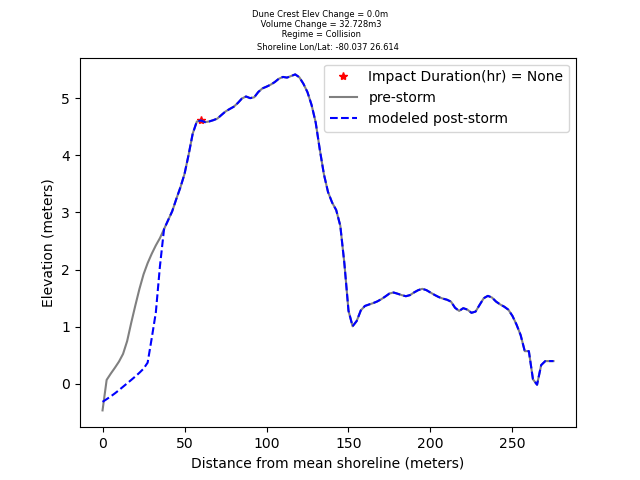 Dune Crest Elev Change = 0.0m
Volume Change = 32.728m3
Regime = Collision
Shoreline Lon/Lat: -80.037 26.614
Impact Duration(hr) = None
pre-storm
modeled post-storm
Elevation (meters)
5
4
3
2
1
0
0 50 100 150 200 250
Distance from mean shoreline (meters)